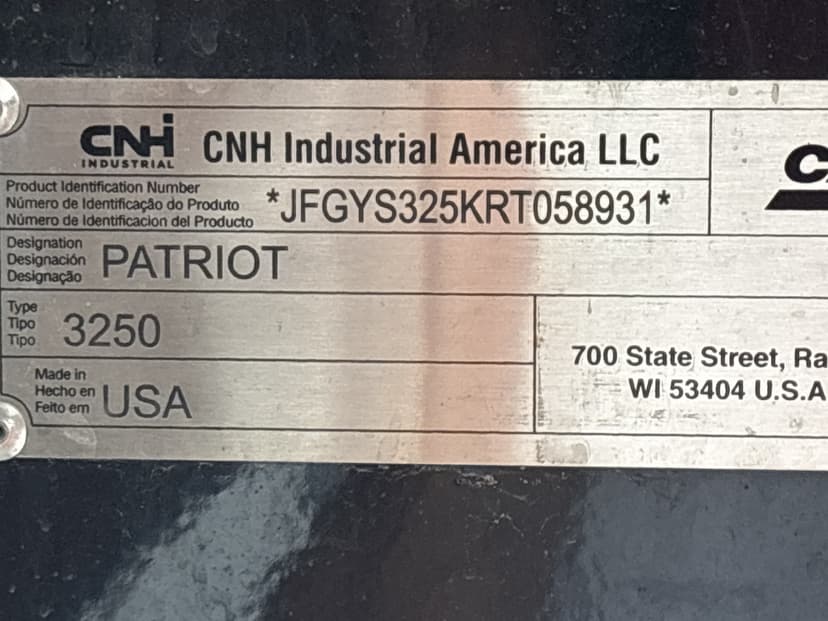 CNH INDUSTRIAL CNH Industrial America LLC
Product Identification Number
Número de Identificação do Produto
Número de Identificacion del Producto
*JFGYS325KRT058931*
Designation
Designación
Designação
PATRIOT
Type
Tipo
Tipo
3250
700 State Street, Ra
WI 53404 U.S.A
Made in
Hecho en
Feito em
USA